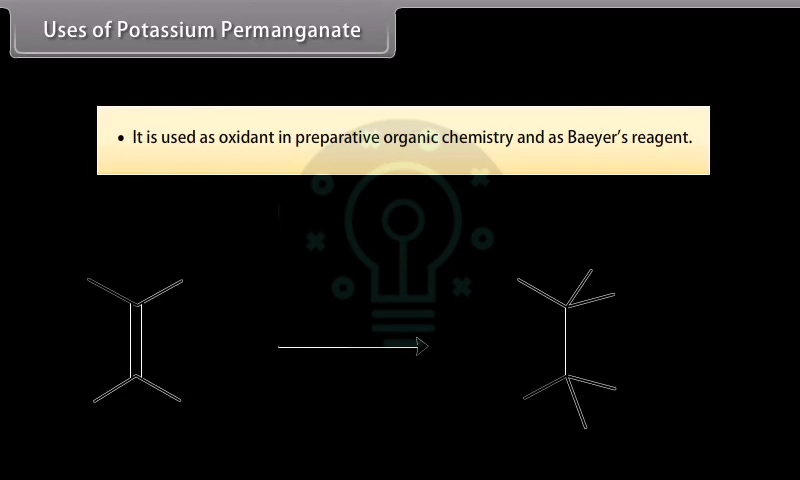 Uses of Potassium Permanganate
• It is used as oxidant in preparative organic chemistry and as Baeyer's reagent.